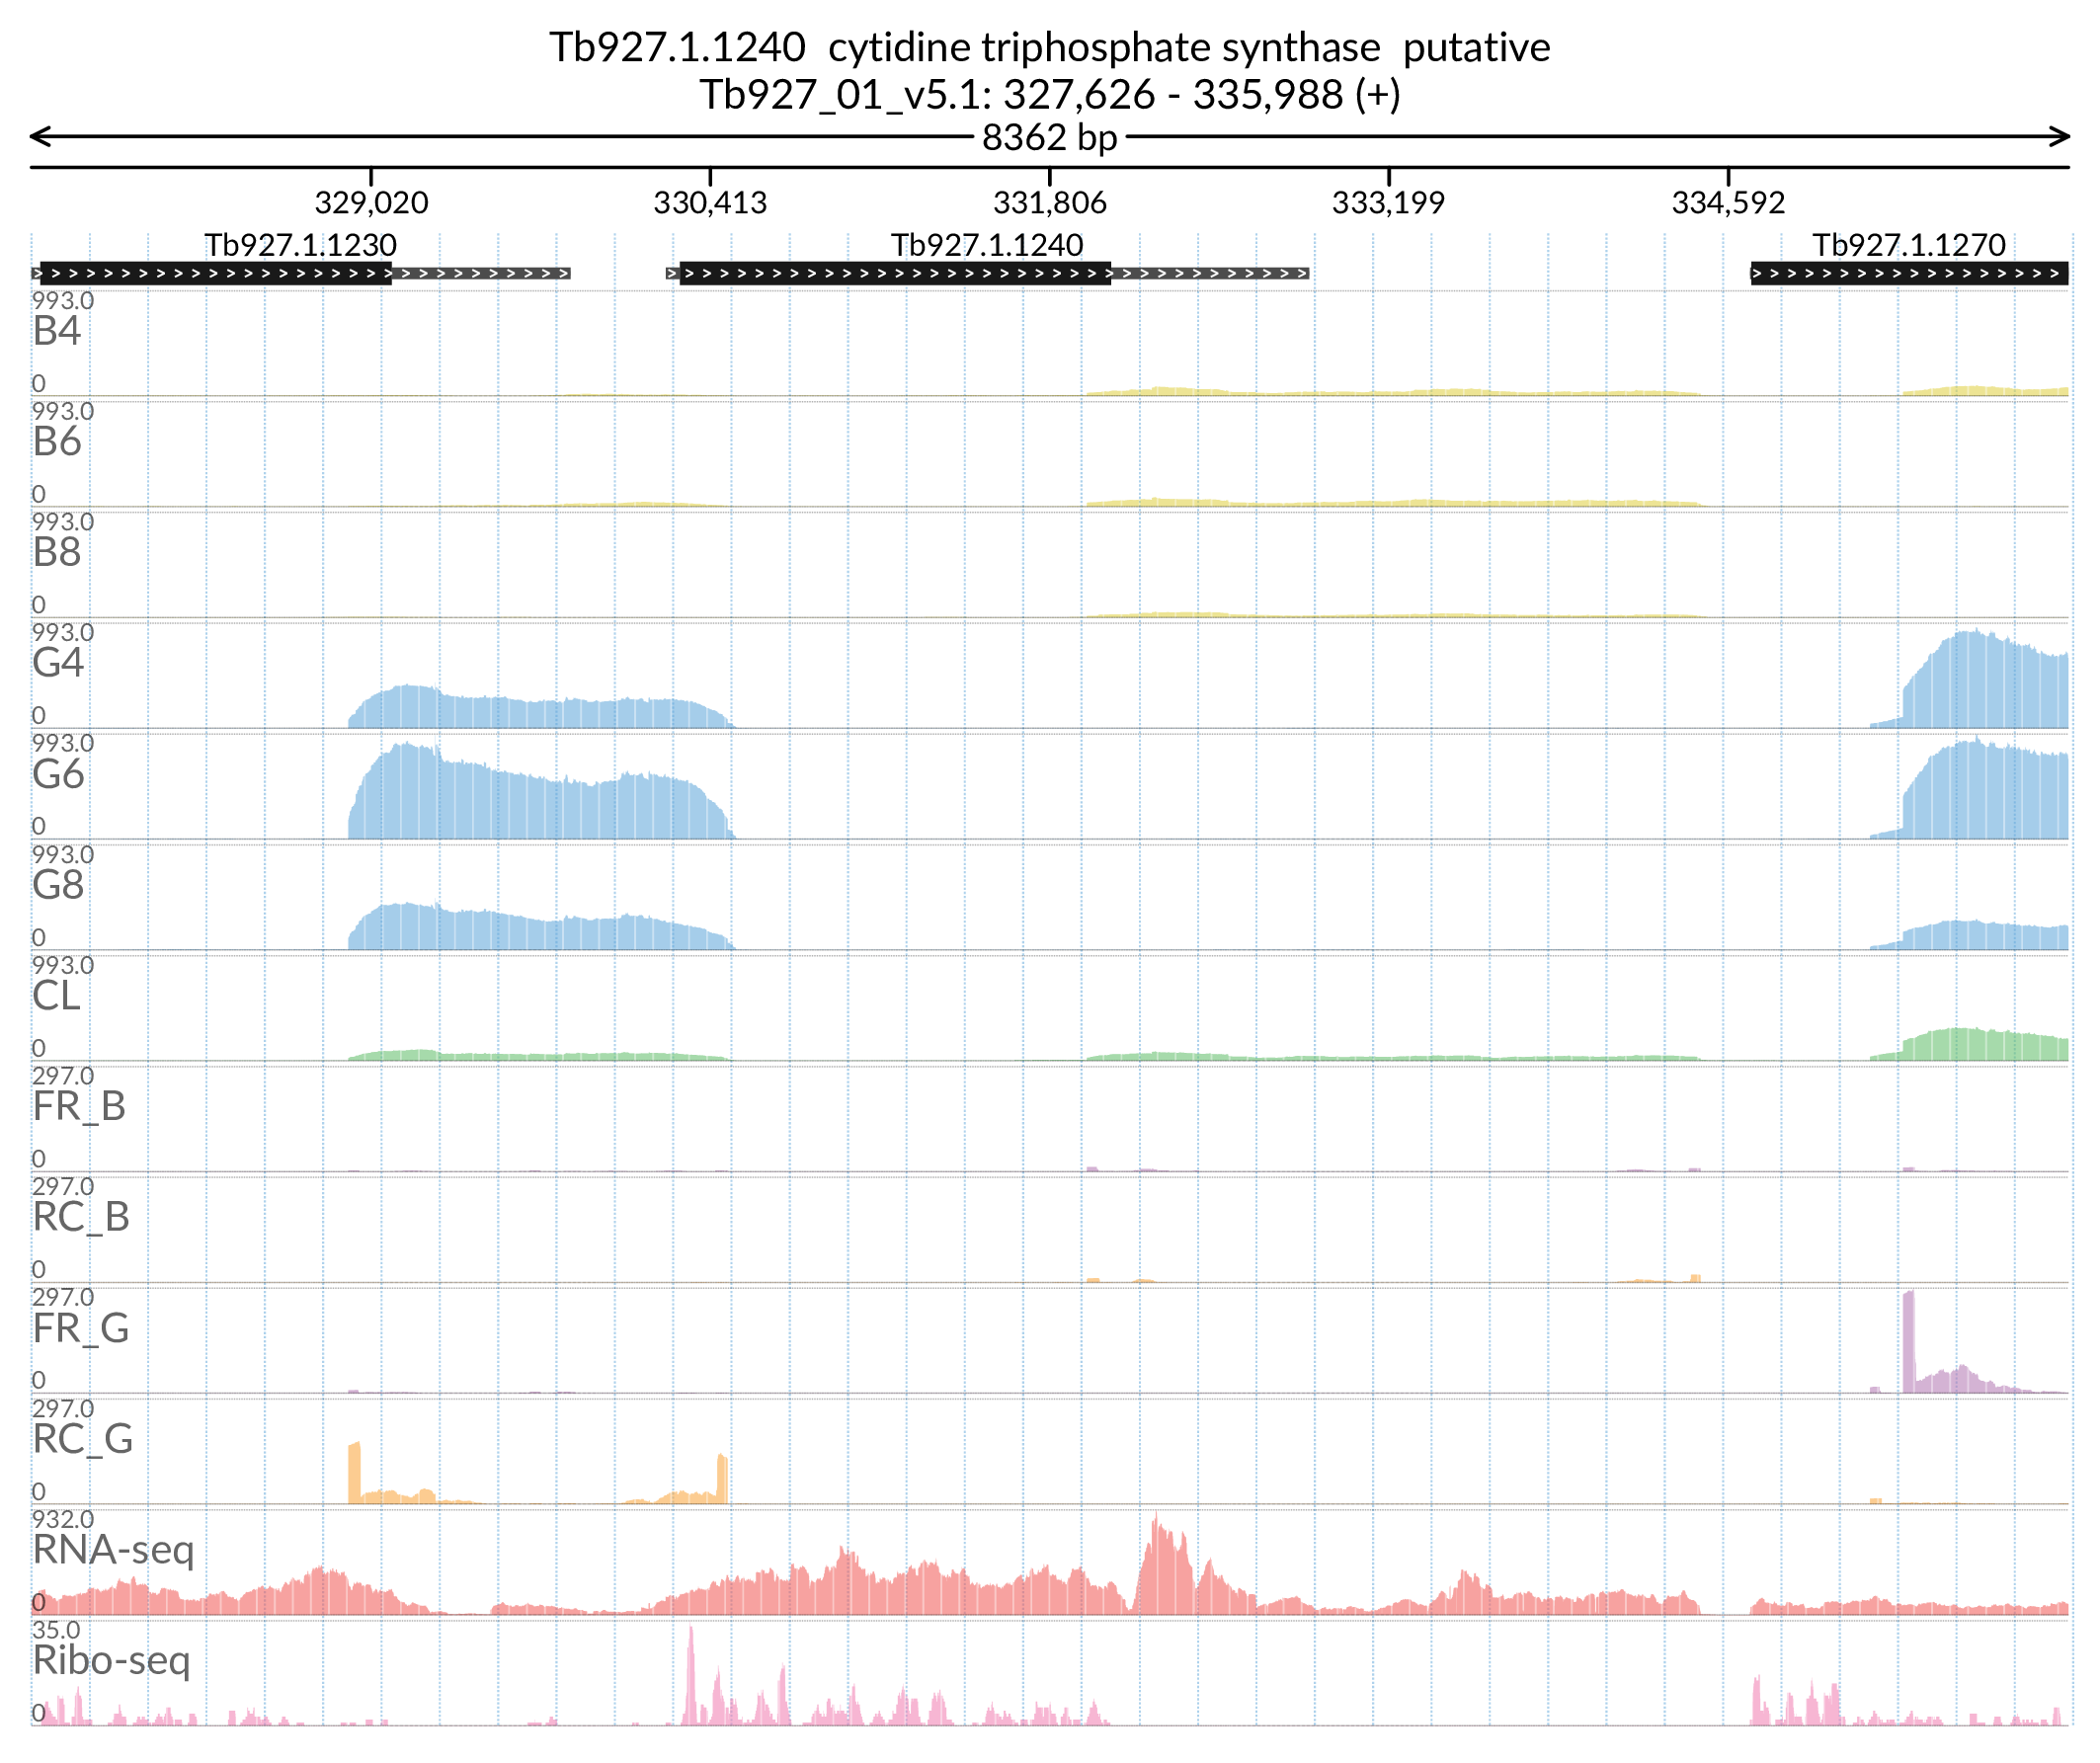 Tb927.1.1240 cytidine triphosphate synthase putative
Tb927_01_v5.1: 327,626 - 335,988 (+)
8362 bp
329,020 330,413 331,806 333,199 334,592
Tb927.1.1230 Tb927.1.1240 Tb927.1.1270
993.0
B4
0
993.0
B6
0
993.0
B8
0
993.0
G4
0
993.0
G6
0
993.0
G8
0
993.0
CL
0
297.0
FR_B
0
297.0
RC_B
0
297.0
FR_G
0
297.0
RC_G
0
932.0
RNA-seq
0
35.0
Ribo-seq
0